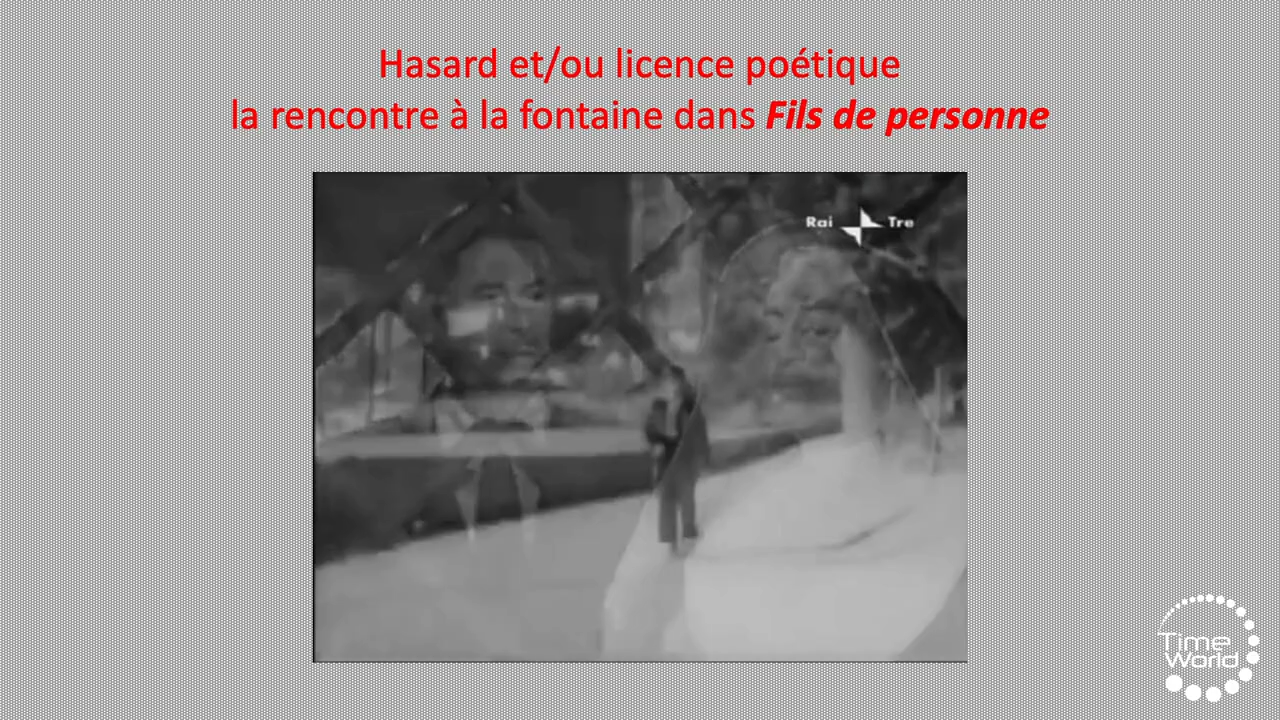 Hasard et/ou licence poétique
la rencontre à la fontaine dans Fils de personne
Rai Tre
Time
World